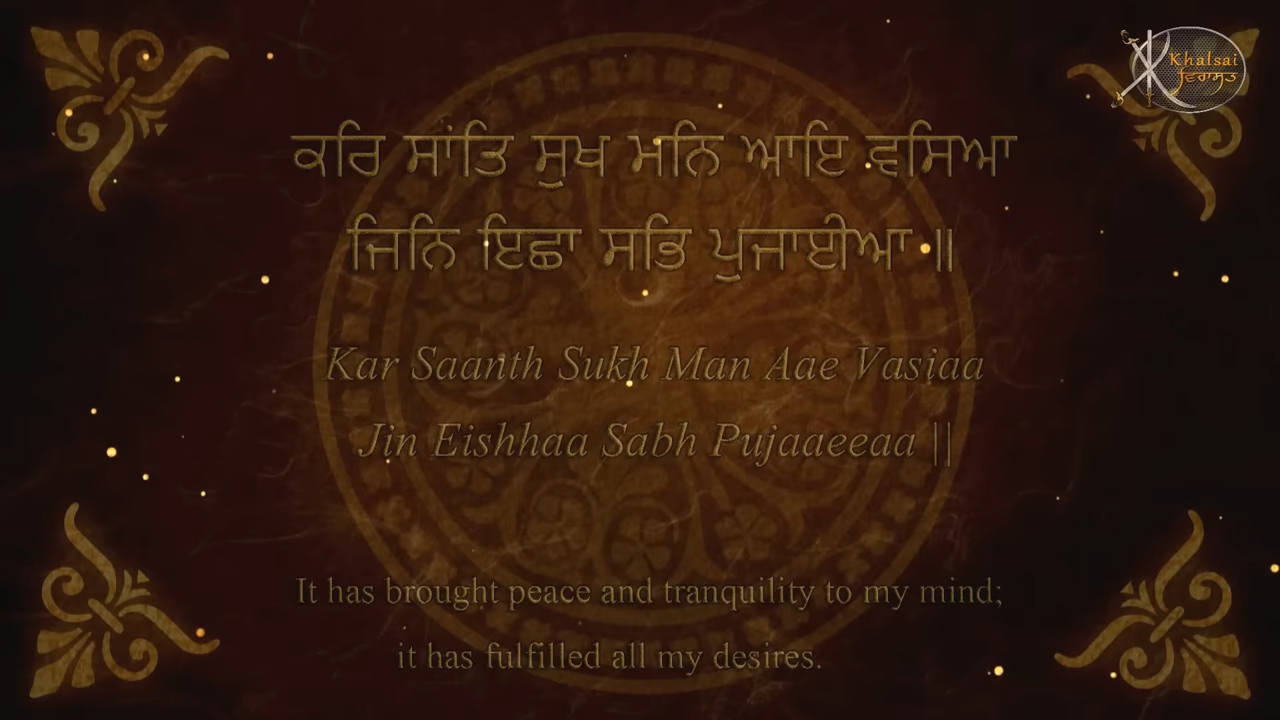 Khalsai
ਵਿਰਾਸਤ
ਕਰਿ ਸਾਂਤਿ ਸੁਖ ਮਨਿ ਆਇ ਵਸਿਆ
ਜਿਨਿ ਇਛਾ ਸਭਿ ਪੁਜਾਈਆ ॥
Kar Saanth Sukh Man Aae Vasiaa
Jin Eishhaa Sabh Pujaaeeaa ||
It has brought peace and tranquility to my mind;
it has fulfilled all my desires.